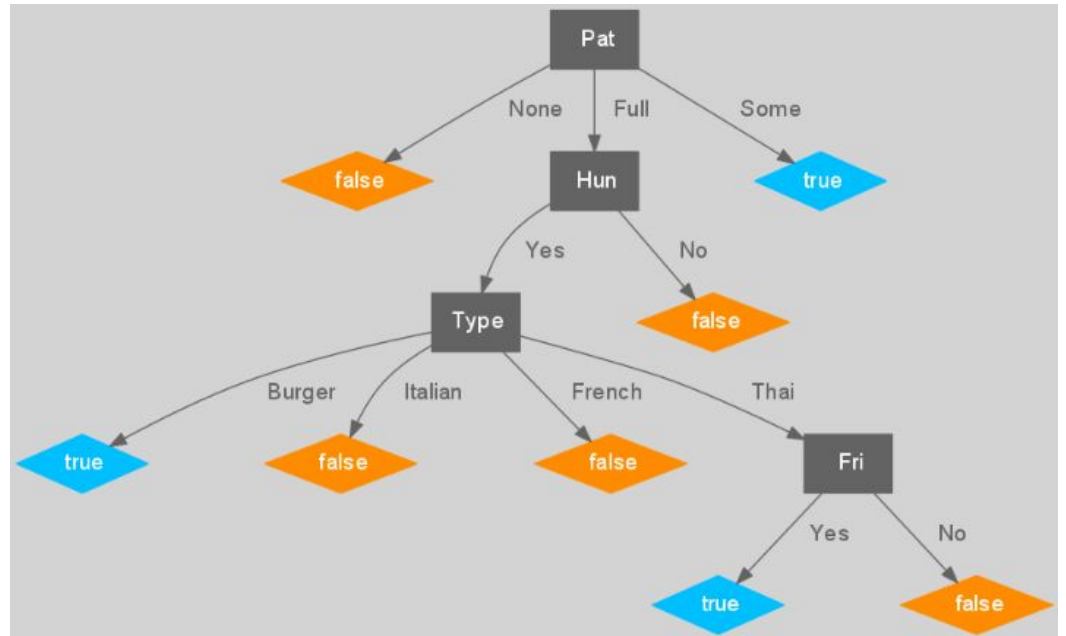 Pat
None Full Some
false Hun true
Yes No
Type false
Burger Italian French Thai
true false false Fri
Yes No
true false